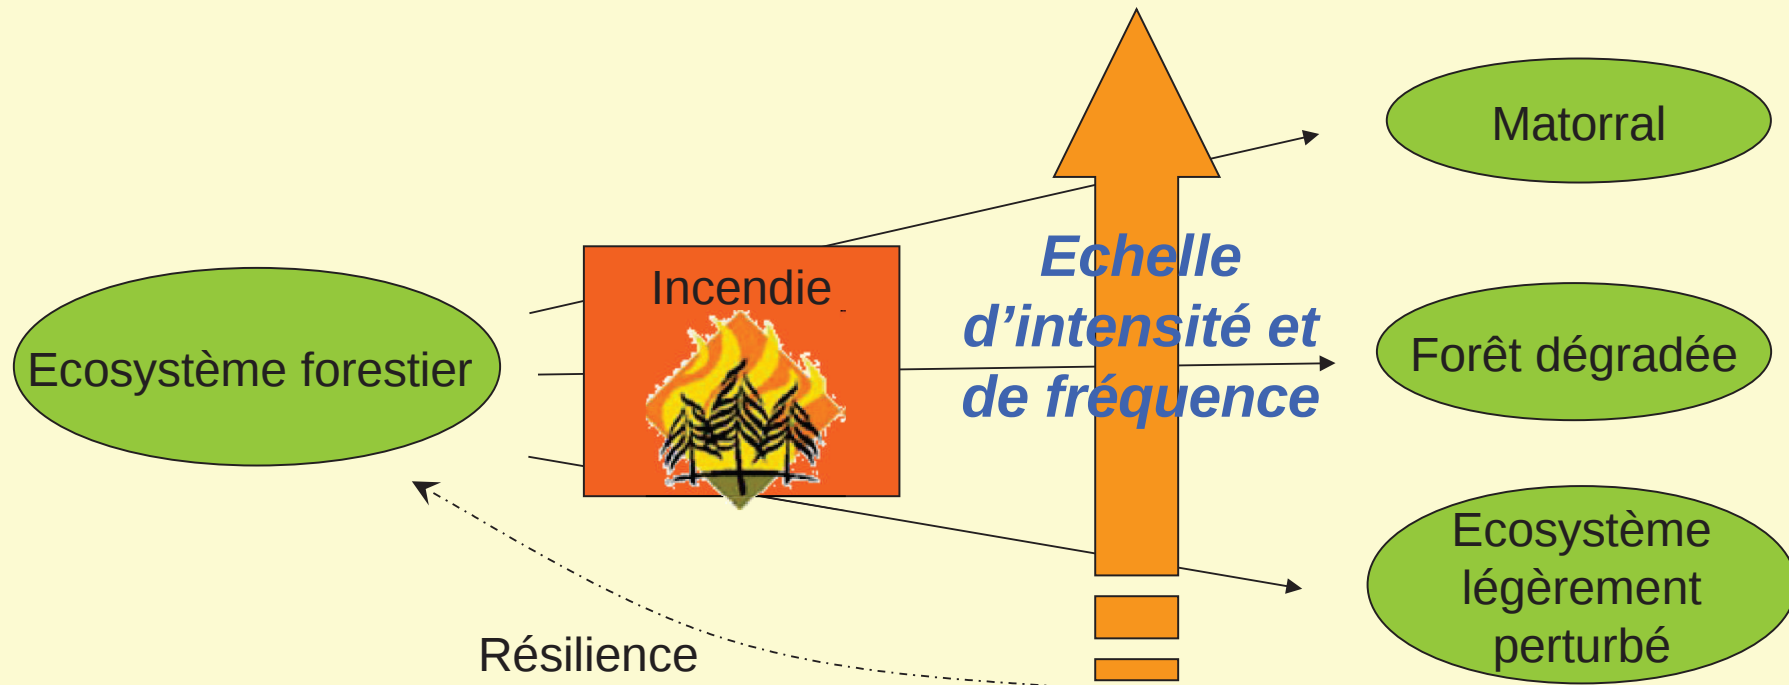 Ecosystème forestier
Incendie
Echelle
d’intensité et
de fréquence
Matorral
Forêt dégradée
Ecosystème
légèrement
perturbé
Résilience